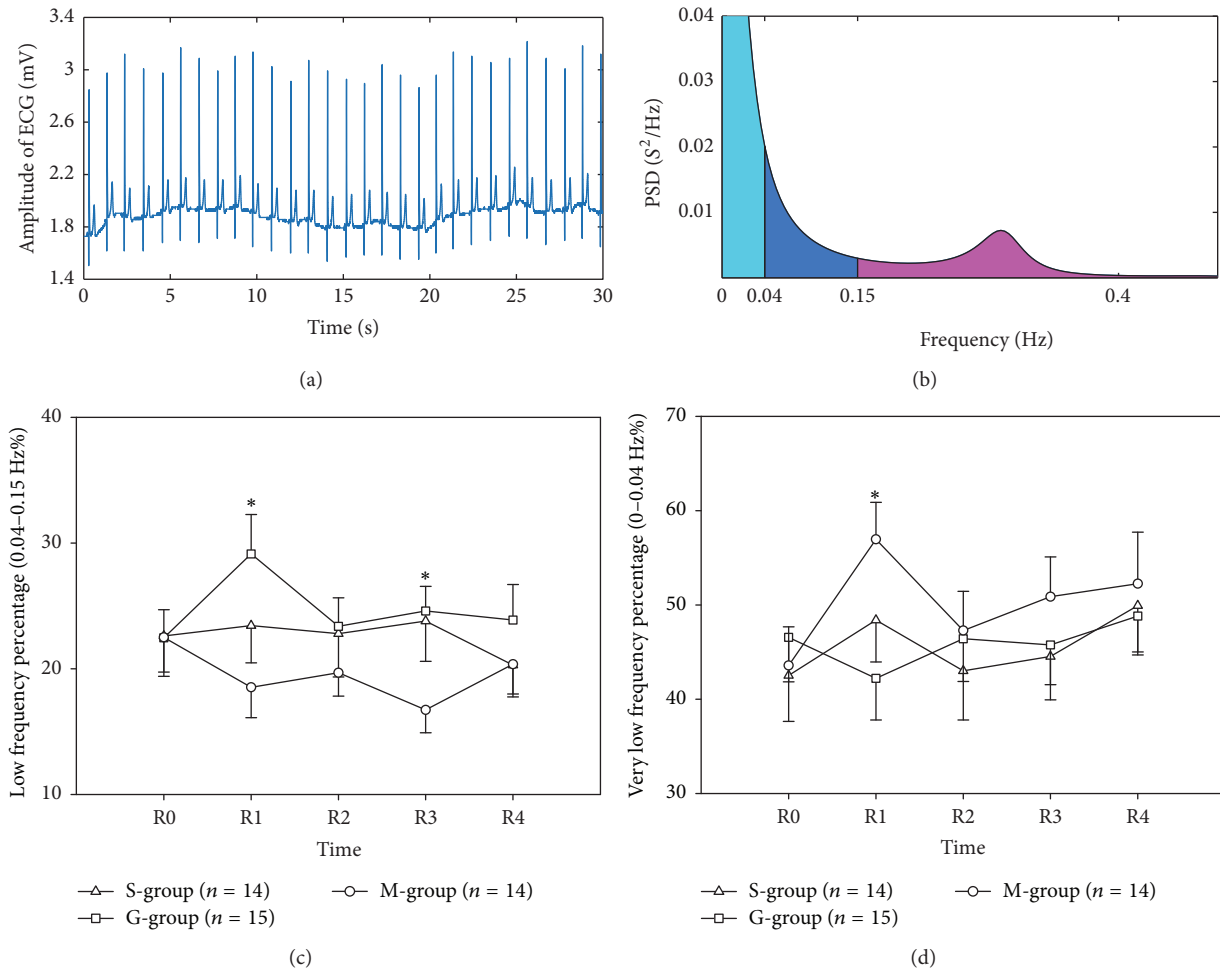 3.4
3
2.6
2.2
1.8
1.4
Amplitude of ECG (mV)
0 5 10 15 20 25 30
Time (s)
(a)
0.04
0.03
0.02
0.01
PSD (S²/Hz)
0 0.04 0.15 0.4
Frequency (Hz)
(b)
40
30
20
10
Low frequency percentage (0.04–0.15 Hz%)
* *
R0 R1 R2 R3 R4
Time
S-group (n = 14) M-group (n = 14)
G-group (n = 15)
(c)
70
60
50
40
30
Very low frequency percentage (0–0.04 Hz%)
*
R0 R1 R2 R3 R4
Time
S-group (n = 14) M-group (n = 14)
G-group (n = 15)
(d)